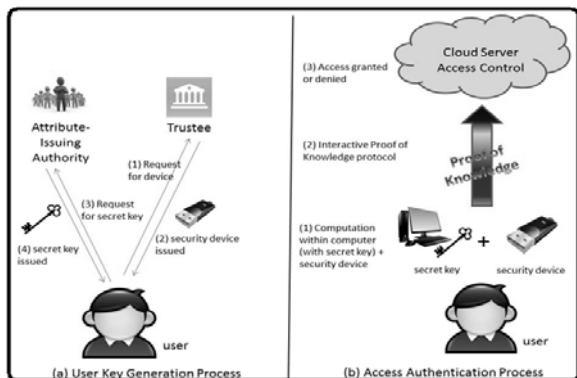 Attribute-
Issuing
Authority
Trustee
(1) Request
for device
(3) Request
for secret key
(4) secret key
issued
(2) security device
issued
user
(a) User Key Generation Process
Cloud Server
Access Control
(3) Access granted
or denied
(2) Interactive Proof of
Knowledge protocol
Proof of
Knowledge
(1) Computation
within computer
(with secret key) +
security device
+
secret key
security device
user
(b) Access Authentication Process